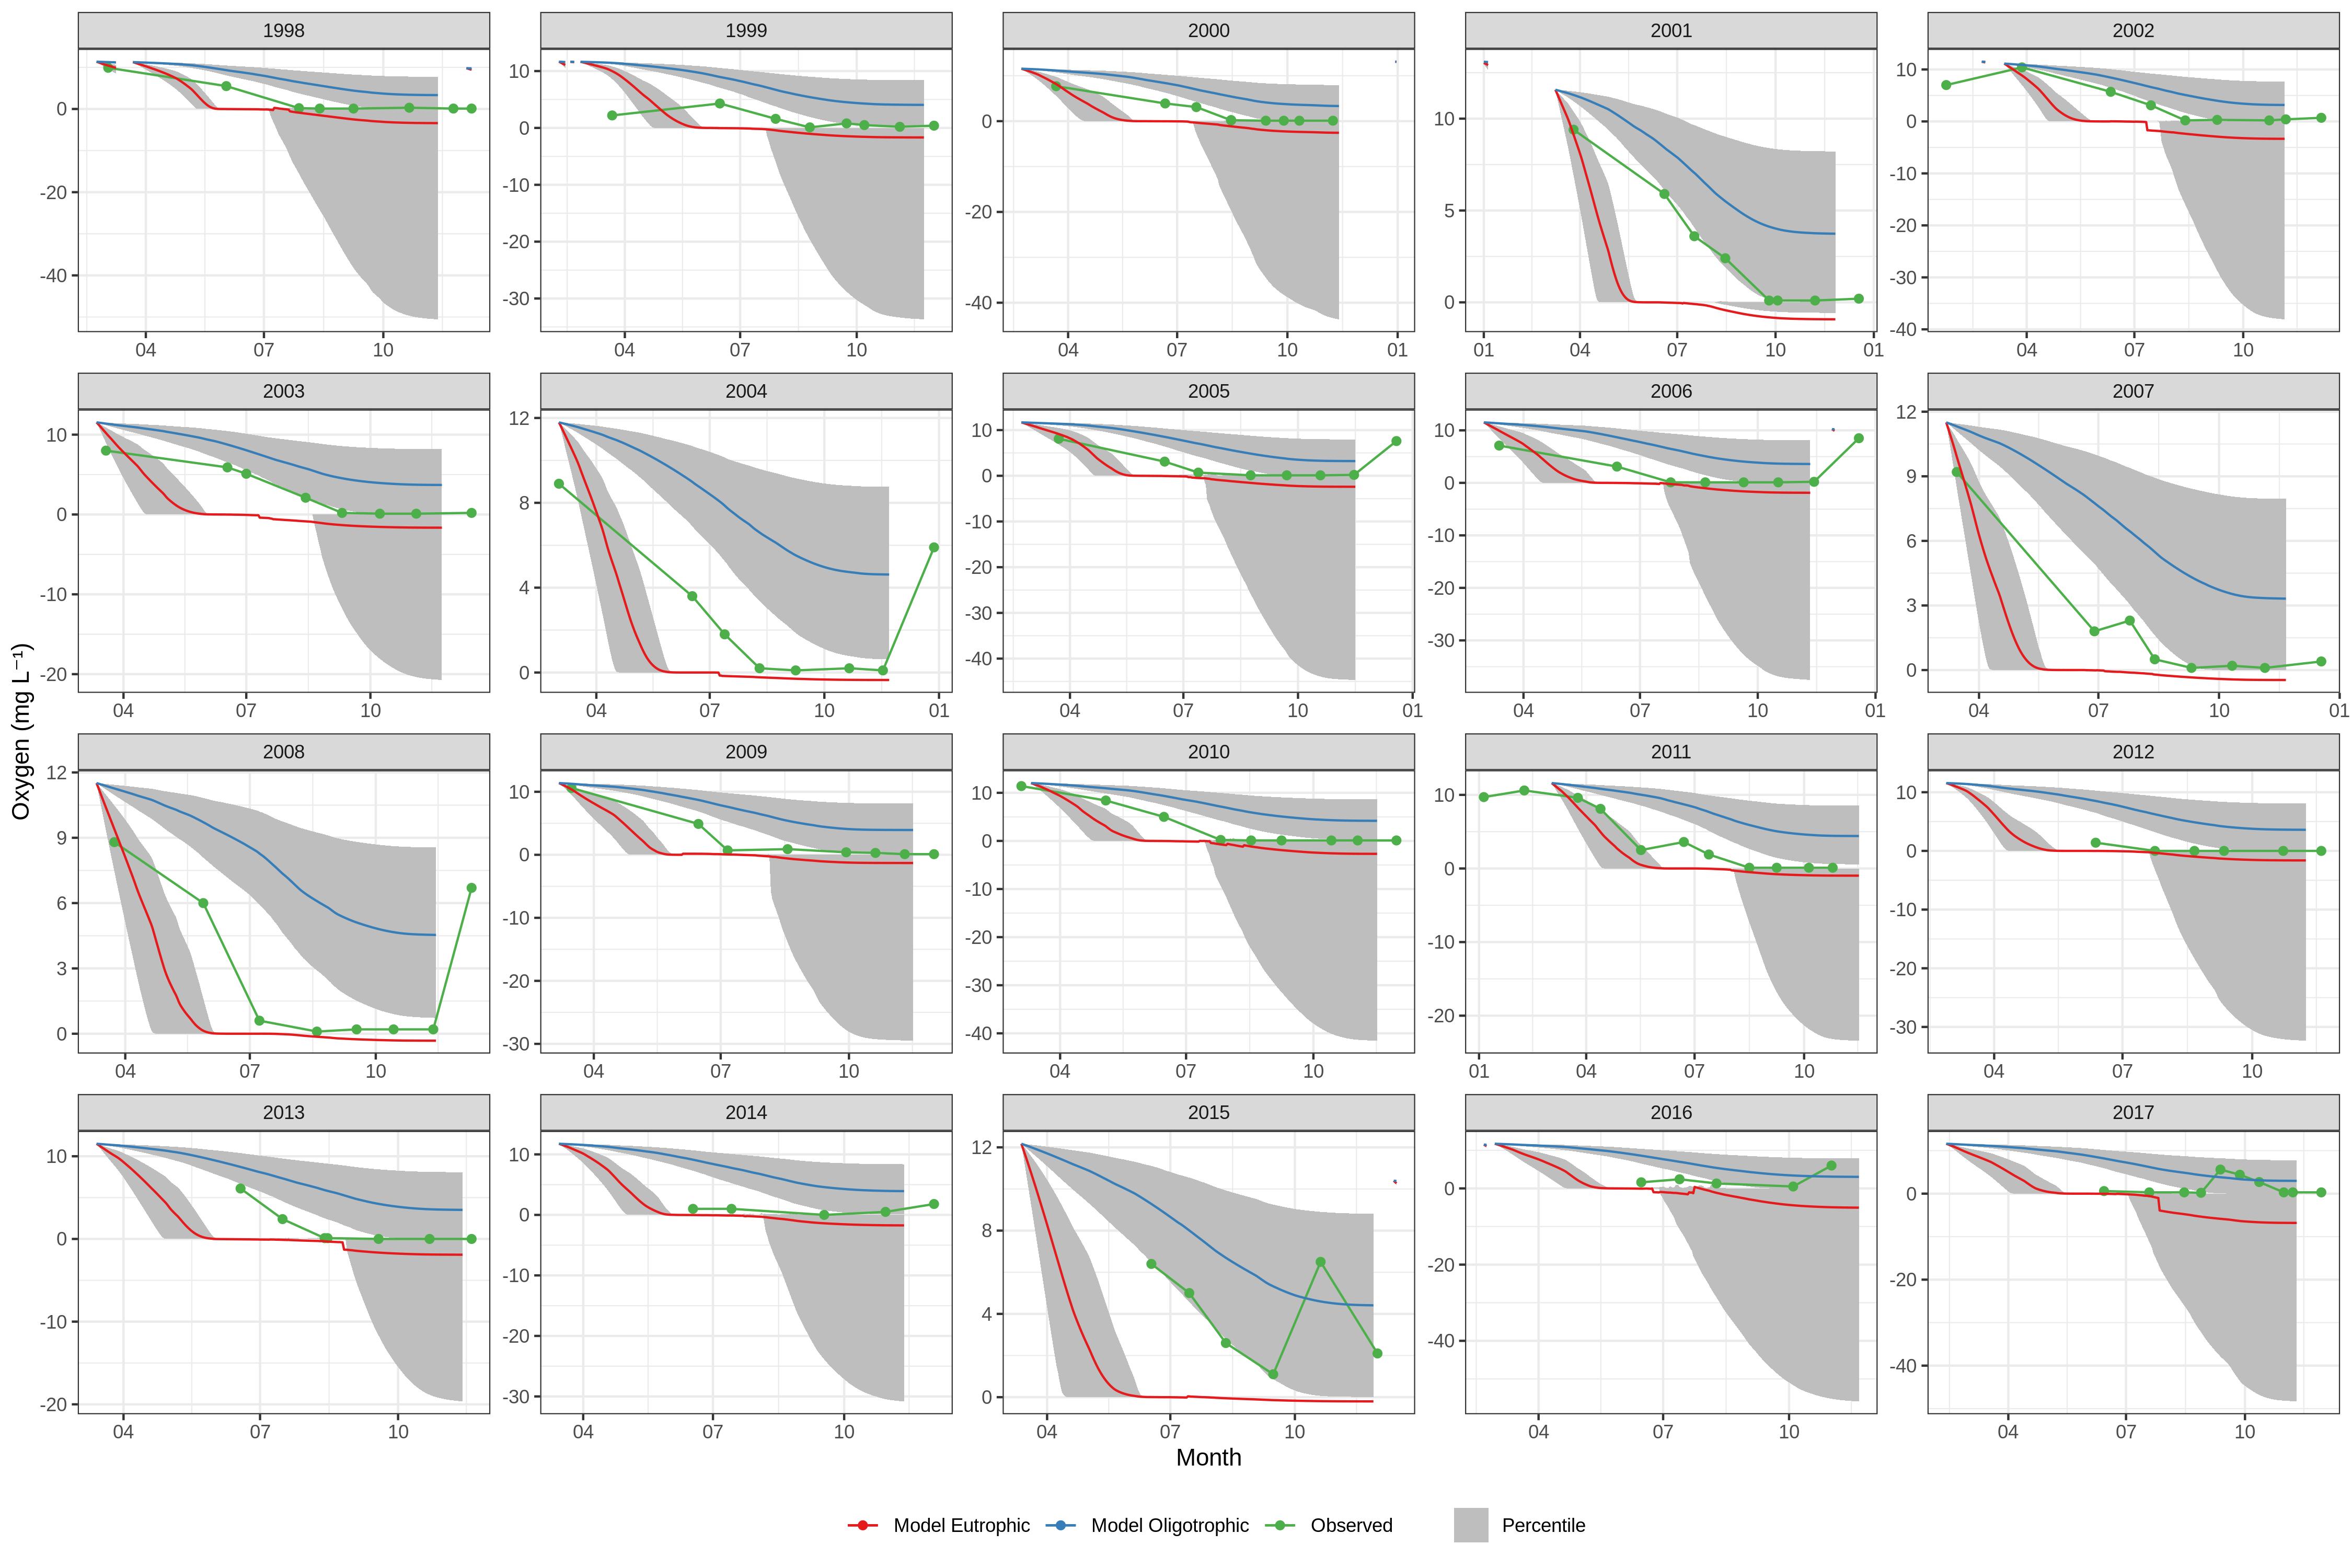 1998 1999 2000 2001 2002
10 0 -10 -20 -30
0 -20 -40
0 -20 -40
10 5 0
10 0 -10 -20 -30 -40
04 07 10
04 07 10
04 07 10 01
01 04 07 10 01
04 07 10
2003 2004 2005 2006 2007
10 0 -10 -20
12 8 4 0
10 0 -10 -20 -30 -40
10 0 -10 -20 -30
12 9 6 3 0
04 07 10
04 07 10 01
04 07 10 01
04 07 10 01
04 07 10 01
Oxygen (mg L⁻¹)
2008 2009 2010 2011 2012
12 9 6 3 0
10 0 -10 -20 -30
10 0 -10 -20 -30 -40
10 0 -10 -20
10 0 -10 -20 -30
04 07 10
04 07 10
04 07 10
01 04 07 10
04 07 10
2013 2014 2015 2016 2017
10 0 -10 -20
10 0 -10 -20 -30
12 8 4 0
0 -20 -40
0 -20 -40
04 07 10
04 07 10
04 07 10
04 07 10
04 07 10
Month
Model Eutrophic Model Oligotrophic Observed Percentile